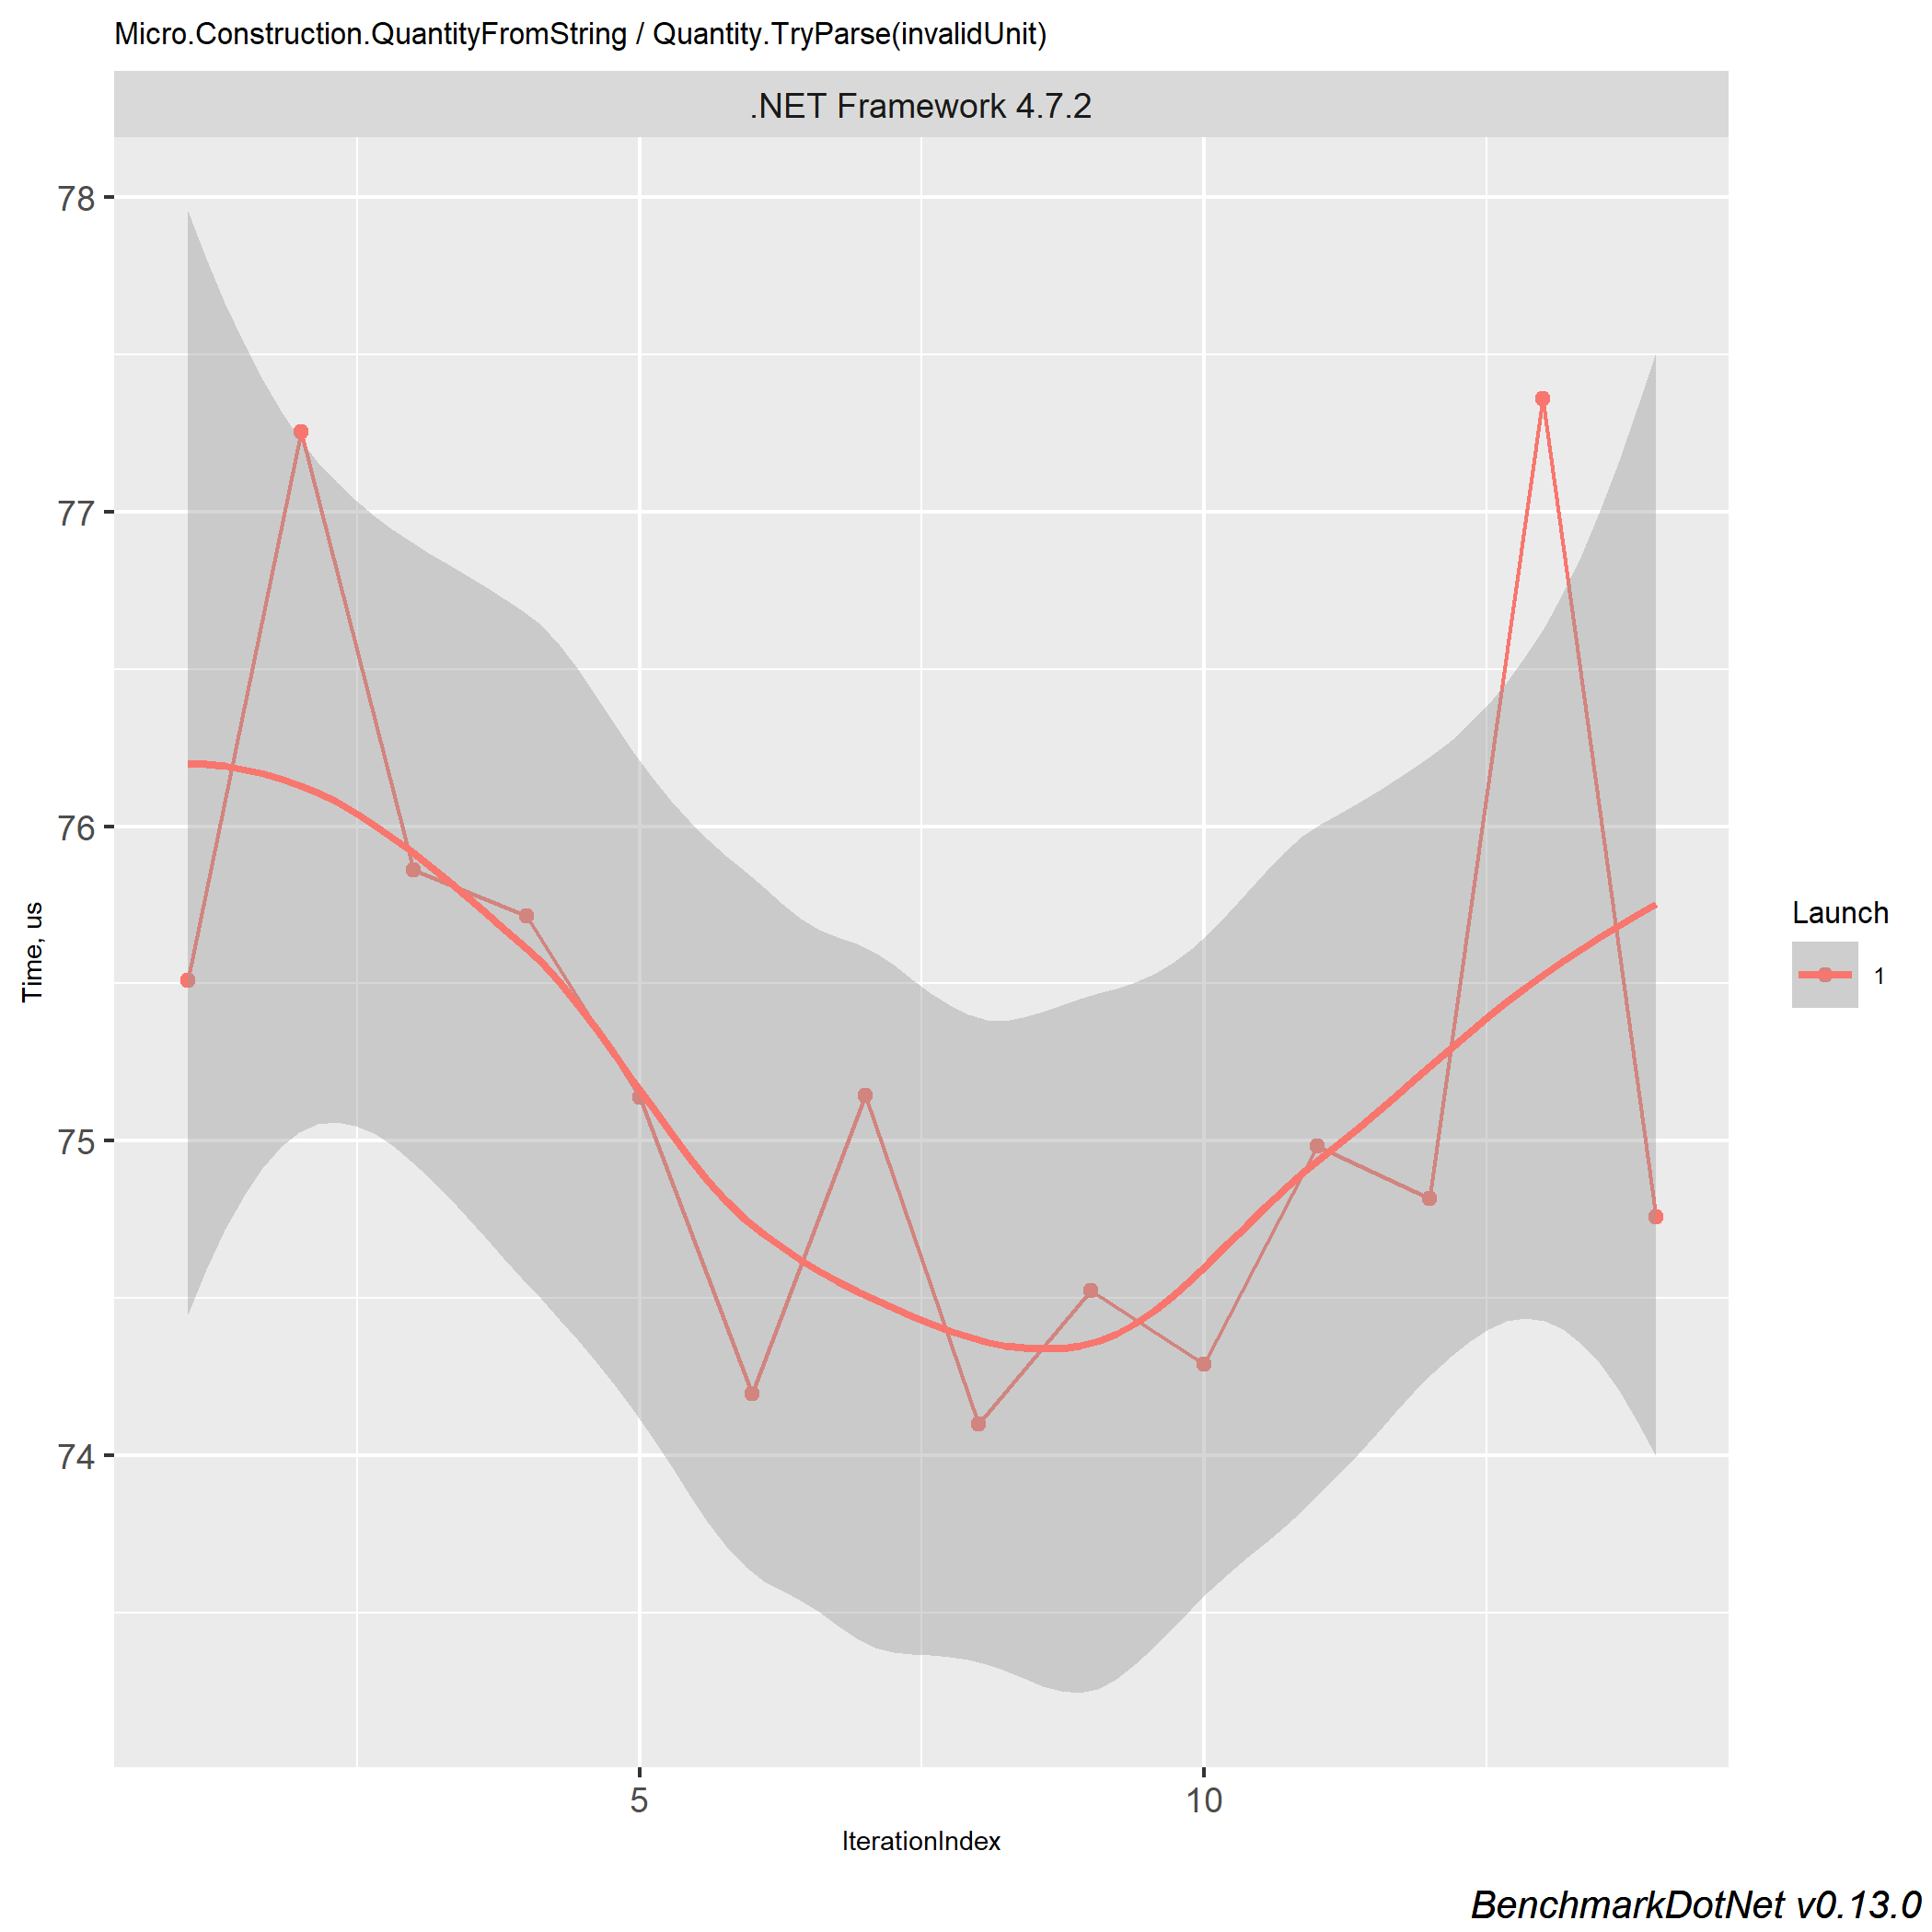 Micro.Construction.QuantityFromString / Quantity.TryParse(invalidUnit)
.NET Framework 4.7.2
78
77
76
75
74
Time, us
5
10
IterationIndex
Launch
1
BenchmarkDotNet v0.13.0